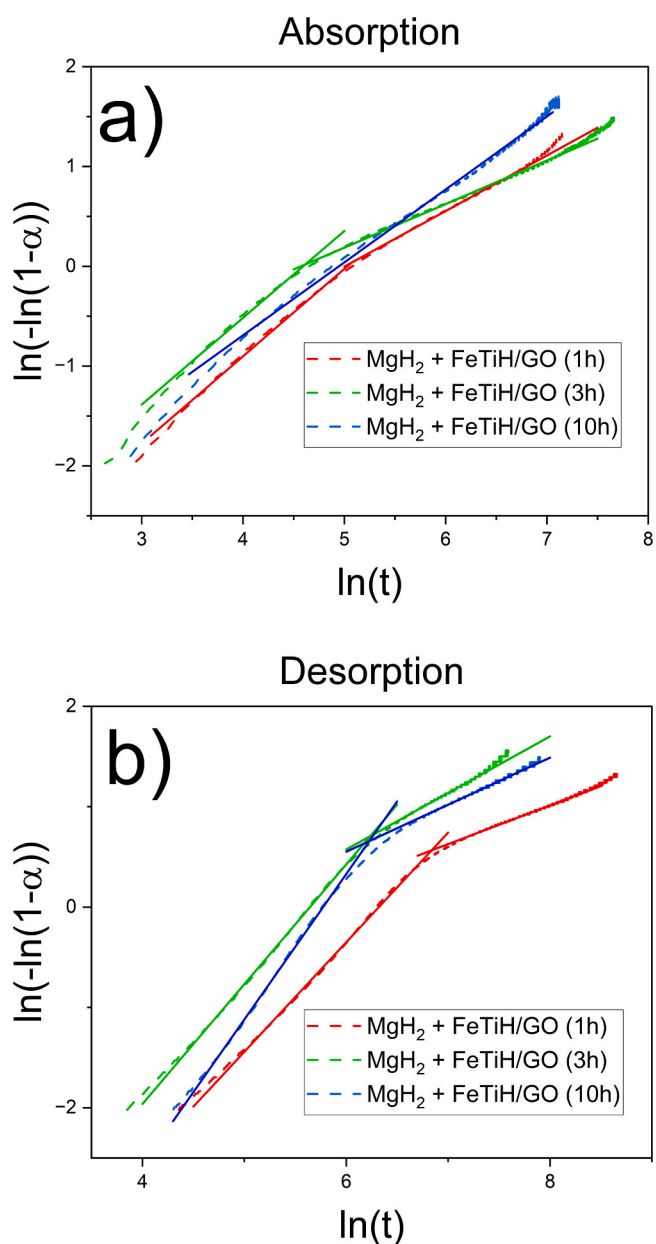 Absorption
a)
2
1
0
−1
−2
ln(-ln(1-α))
MgH₂ + FeTiH/GO (1h)
MgH₂ + FeTiH/GO (3h)
MgH₂ + FeTiH/GO (10h)
3 4 5 6 7 8
ln(t)
Desorption
b)
2
0
−2
ln(-ln(1-α))
MgH₂ + FeTiH/GO (1h)
MgH₂ + FeTiH/GO (3h)
MgH₂ + FeTiH/GO (10h)
4 6 8
ln(t)